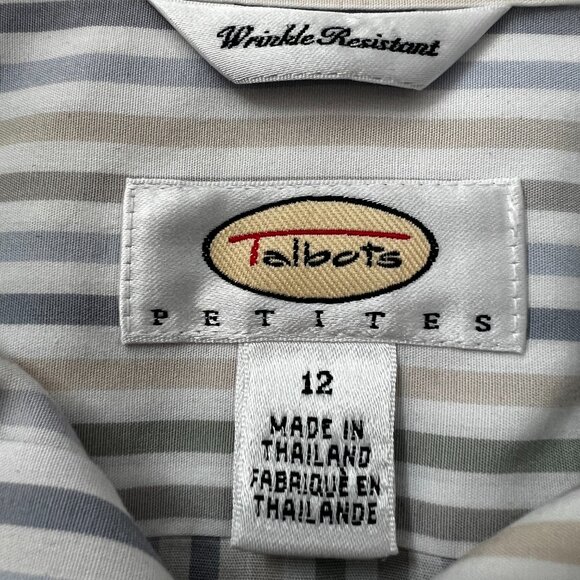 Wrinkle Resistant
Talbots
PETITES
12
MADE IN
THAILAND
FABRIQUÈ EN
THAILANDE